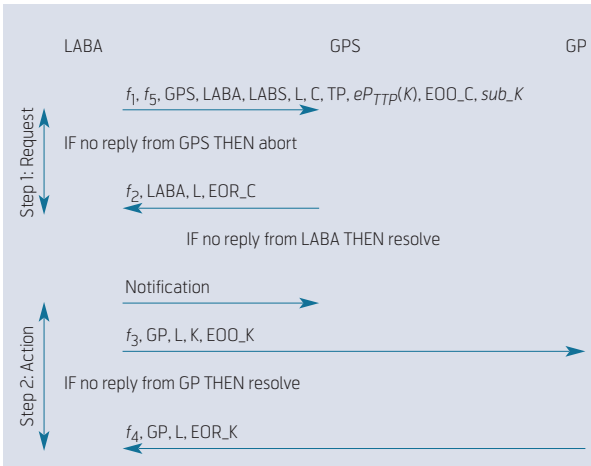 LABA GPS GP
f1, f5, GPS, LABA, LABS, L, C, TP, ePTTP(K), EOO_C, sub_K
Step 1: Request
IF no reply from GPS THEN abort
f2, LABA, L, EOR_C
IF no reply from LABA THEN resolve
Notification
f3, GP, L, K, EOO_K
Step 2: Action
IF no reply from GP THEN resolve
f4, GP, L, EOR_K